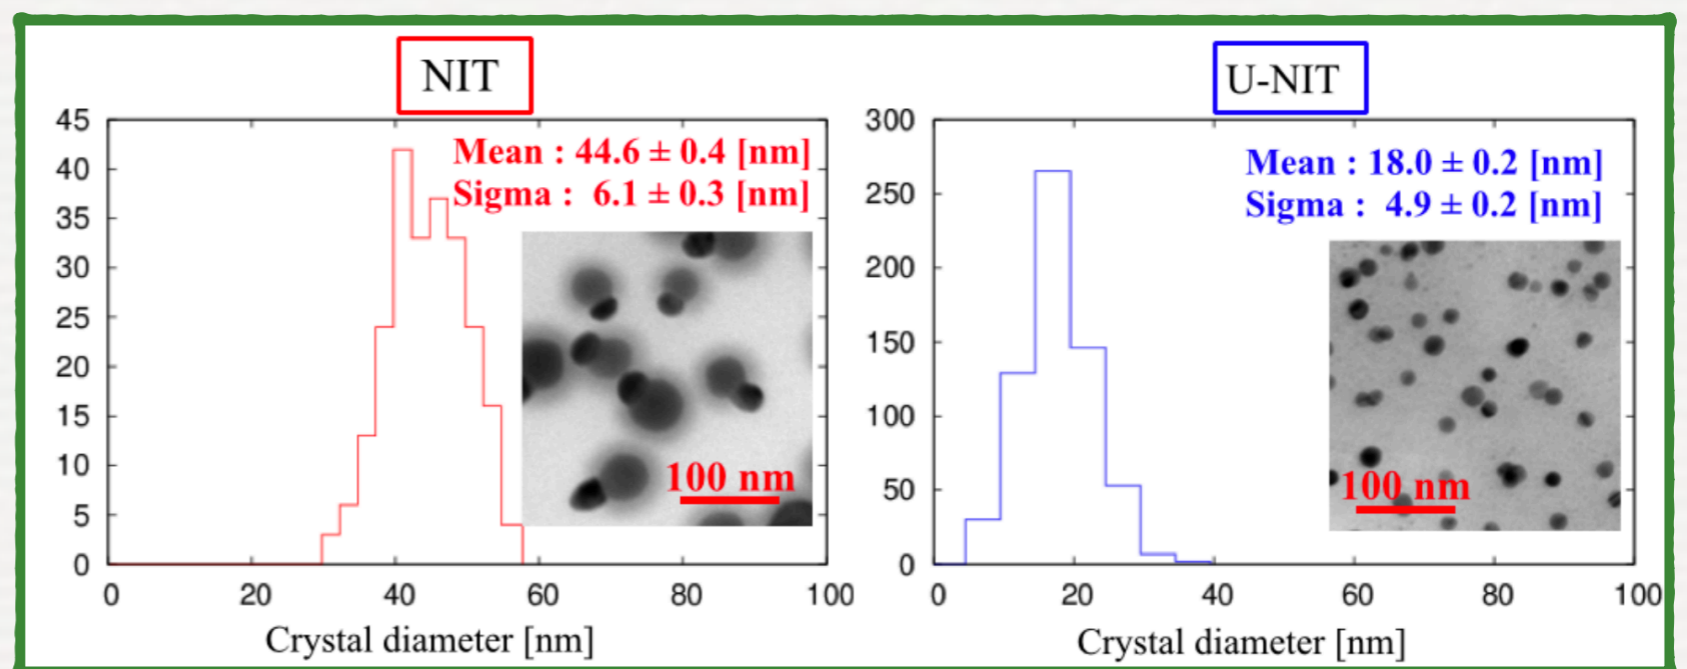 NIT
45
40
35
30
25
20
15
10
5
0
0 20 40 60 80 100
Mean : 44.6 ± 0.4 [nm]
Sigma : 6.1 ± 0.3 [nm]
100 nm
Crystal diameter [nm]
U-NIT
300
250
200
150
100
50
0
0 20 40 60 80 100
Mean : 18.0 ± 0.2 [nm]
Sigma : 4.9 ± 0.2 [nm]
100 nm
Crystal diameter [nm]